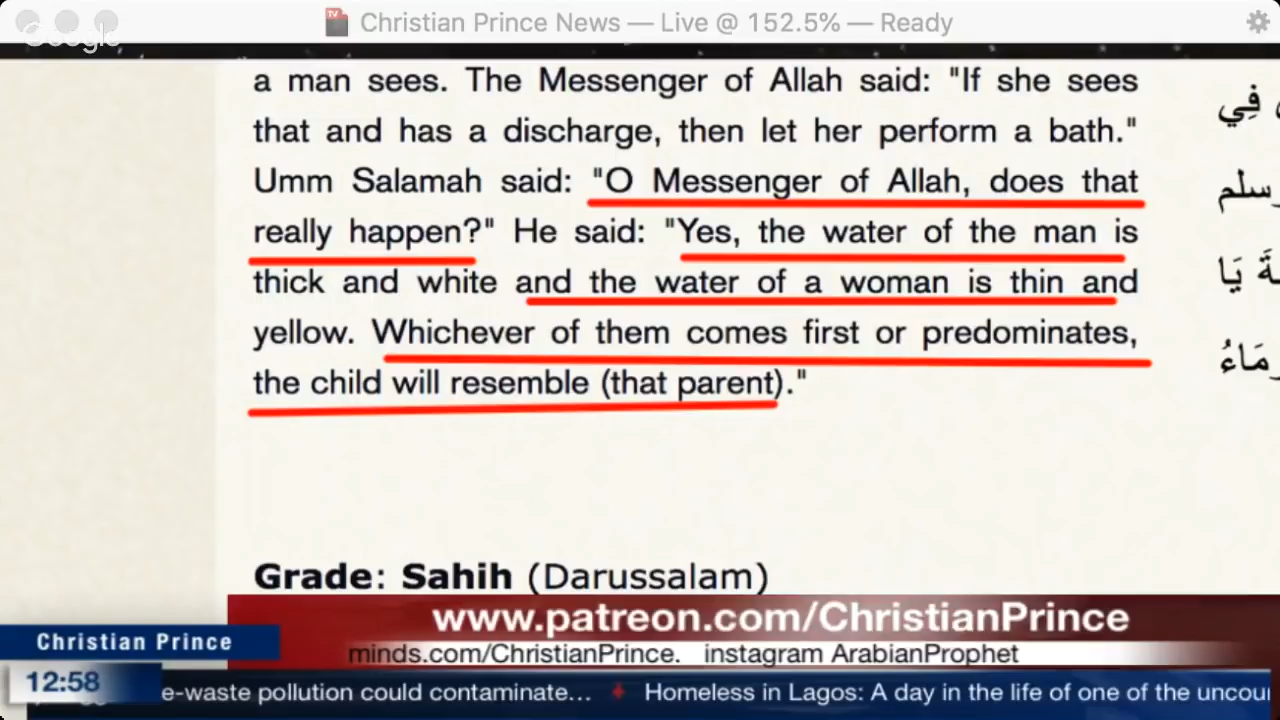 TV
Christian Prince News — Live @ 152.5% — Ready
Google
a man sees. The Messenger of Allah said: "If she sees
that and has a discharge, then let her perform a bath."
Umm Salamah said: "O Messenger of Allah, does that
really happen?" He said: "Yes, the water of the man is
thick and white and the water of a woman is thin and
yellow. Whichever of them comes first or predominates,
the child will resemble (that parent)."
فِي
وسلم
يَا
مَاءُ
Grade: Sahih (Darussalam)
www.patreon.com/ChristianPrince
Christian Prince
minds.com/ChristianPrince. instagram ArabianProphet
12:58
e-waste pollution could contaminate... Homeless in Lagos: A day in the life of one of the uncou